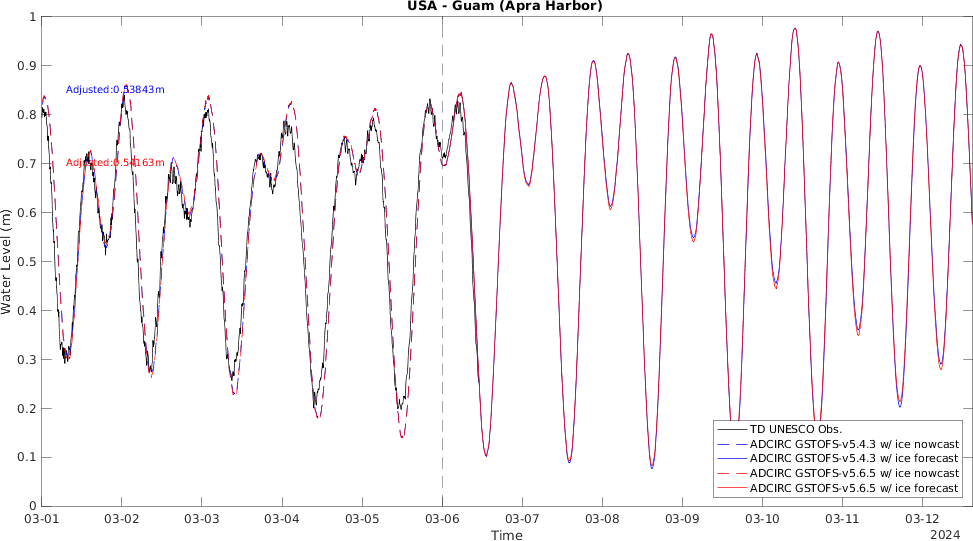 USA - Guam (Apra Harbor)
1
0.9
0.8
0.7
0.6
0.5
0.4
0.3
0.2
0.1
0
Water Level (m)
Adjusted:0.53843m
Adjusted:0.54163m
TD UNESCO Obs.
ADCIRC GSTOFS-v5.4.3 w/ ice nowcast
ADCIRC GSTOFS-v5.4.3 w/ ice forecast
ADCIRC GSTOFS-v5.6.5 w/ ice nowcast
ADCIRC GSTOFS-v5.6.5 w/ ice forecast
03-01 03-02 03-03 03-04 03-05 03-06 03-07 03-08 03-09 03-10 03-11 03-12
Time
2024